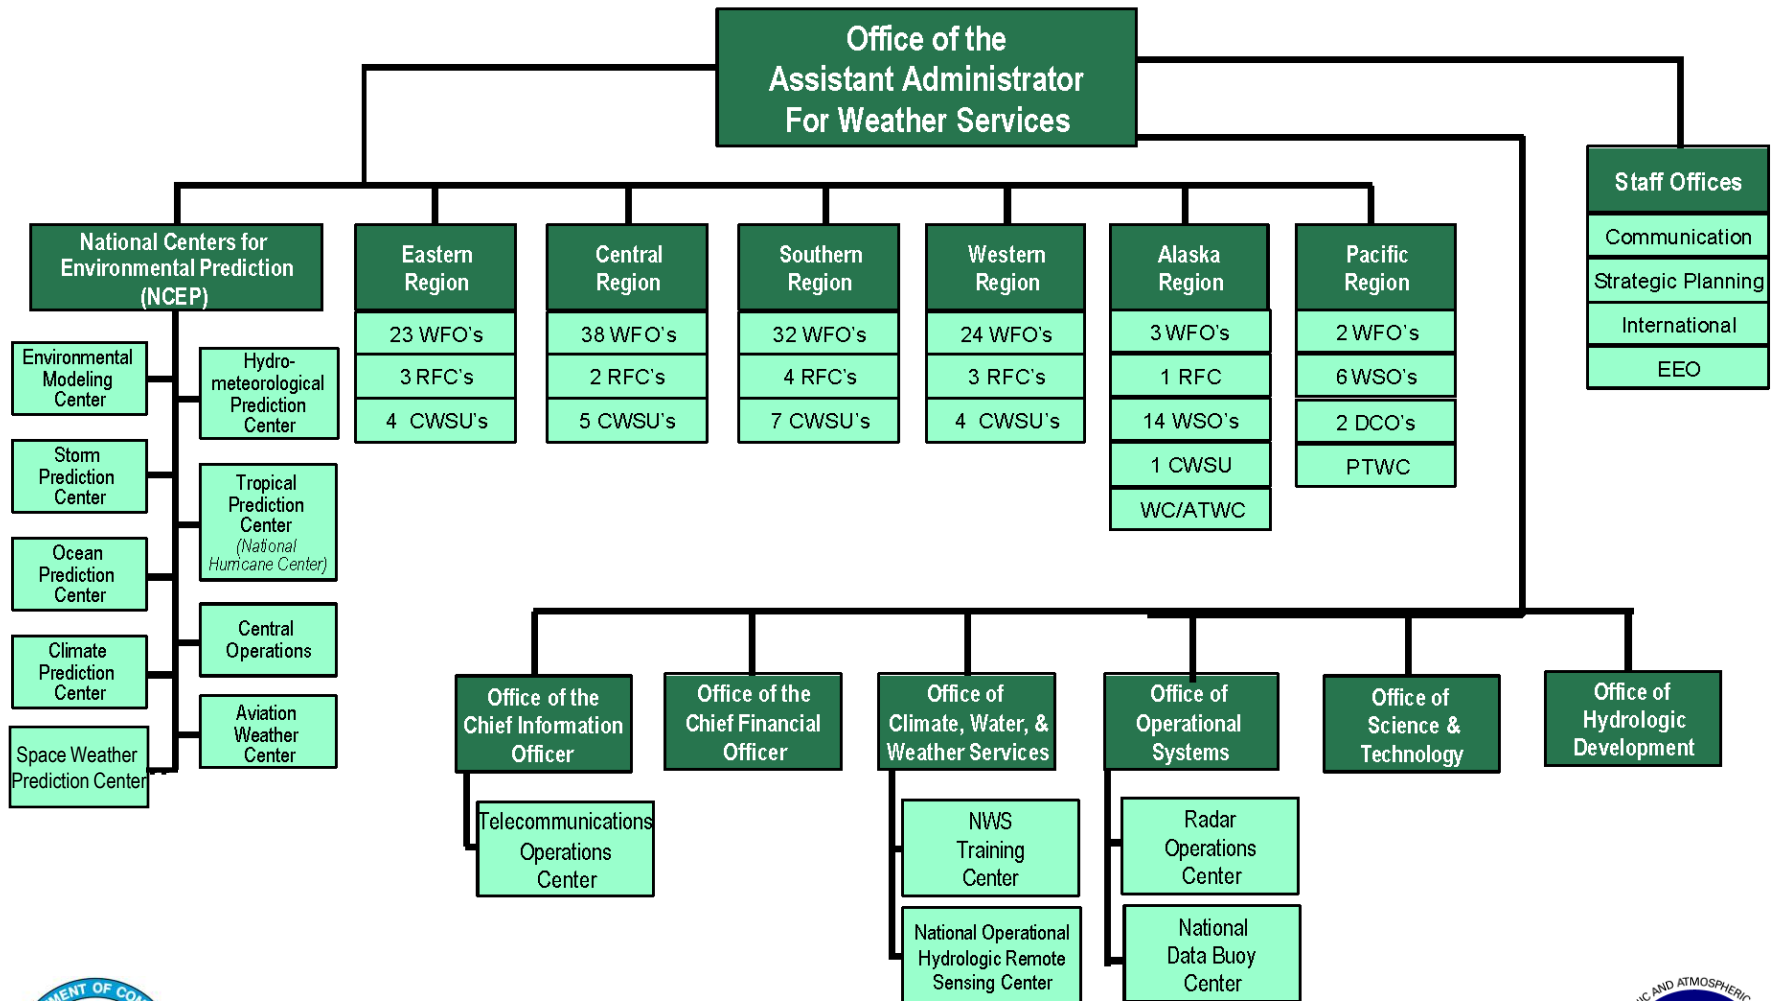 Office of the
Assistant Administrator
For Weather Services
Staff Offices
Communication
Strategic Planning
International
EEO
National Centers for
Environmental Prediction
(NCEP)
Environmental
Modeling
Center
Hydro-
meteorological
Prediction
Center
Storm
Prediction
Center
Tropical
Prediction
Center
(National
Hurricane Center)
Ocean
Prediction
Center
Central
Operations
Climate
Prediction
Center
Aviation
Weather
Center
Space Weather
Prediction Center
Eastern
Region
23 WFO's
3 RFC's
4 CWSU's
Central
Region
38 WFO's
2 RFC's
5 CWSU's
Southern
Region
32 WFO's
4 RFC's
7 CWSU's
Western
Region
24 WFO's
3 RFC's
4 CWSU's
Alaska
Region
3 WFO's
1 RFC
14 WSO's
1 CWSU
WC/ATWC
Pacific
Region
2 WFO's
6 WSO's
2 DCO's
PTWC
Office of the
Chief Information
Officer
Telecommunications
Operations
Center
Office of the
Chief Financial
Officer
Office of
Climate, Water, &
Weather Services
NWS
Training
Center
National Operational
Hydrologic Remote
Sensing Center
Office of
Operational
Systems
Radar
Operations
Center
National
Data Buoy
Center
Office of
Science &
Technology
Office of
Hydrologic
Development
OF
AND ATMOSPHERIC